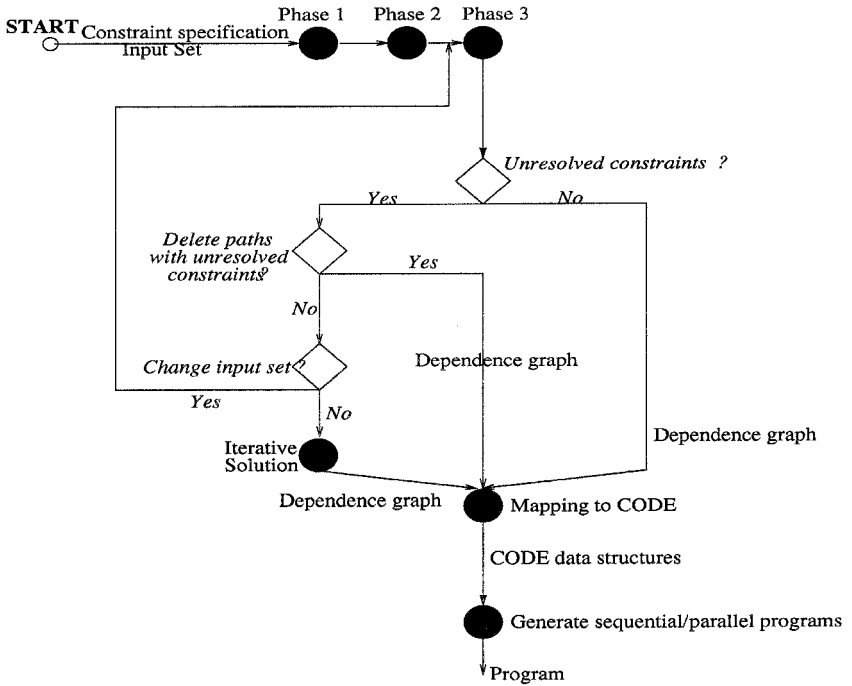 Phase 1 Phase 2 Phase 3
START
Constraint specification
Input Set
Unresolved constraints ?
Yes
No
Delete paths
with unresolved
constraints?
Yes
No
Dependence graph
Change input set ?
Yes
No
Dependence graph
Iterative
Solution
Dependence graph
Mapping to CODE
CODE data structures
Generate sequential/parallel programs
Program